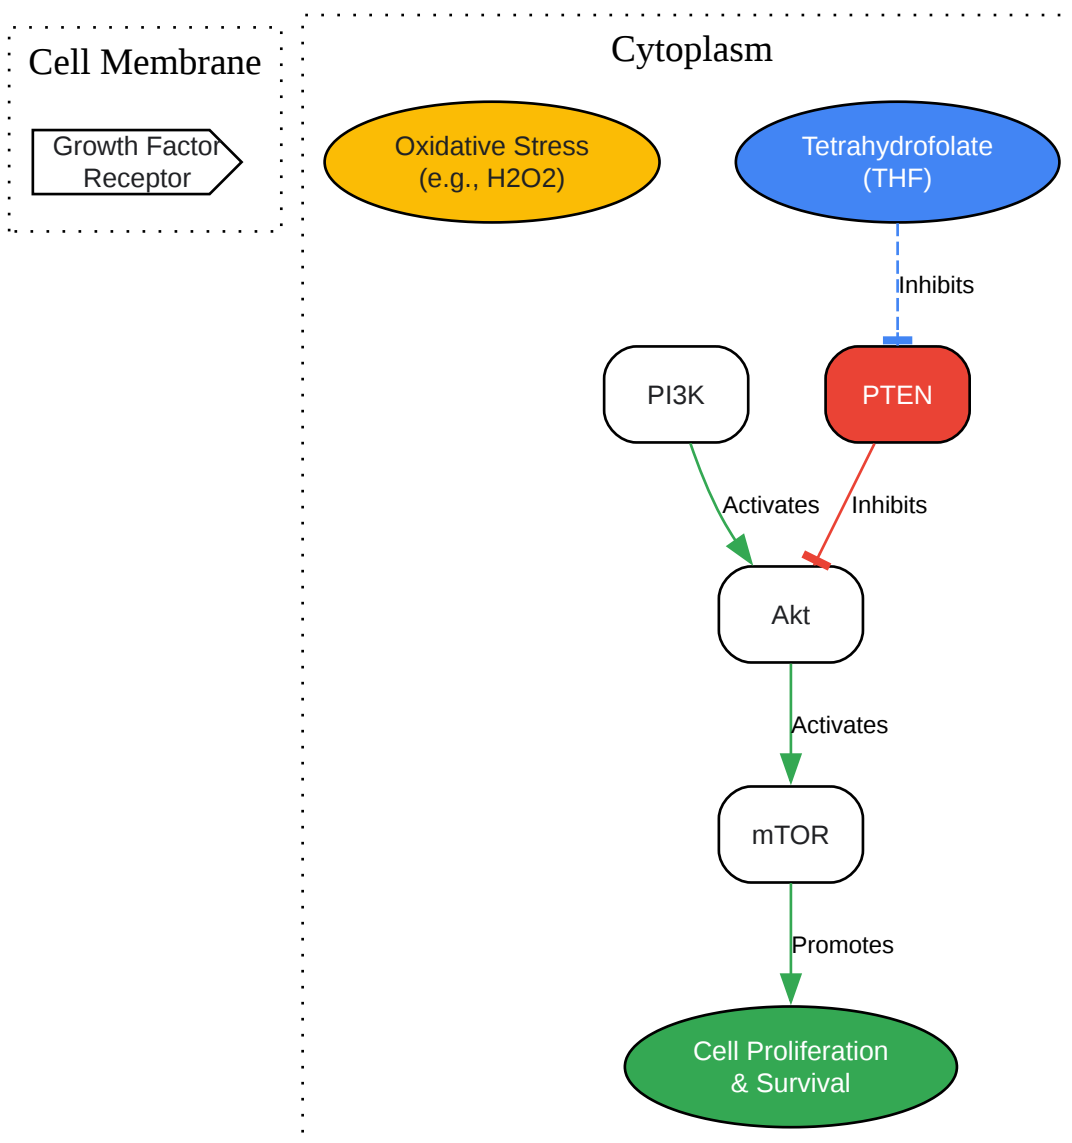 Cell Membrane
Growth Factor
Receptor
Cytoplasm
Oxidative Stress
(e.g., H2O2)
Tetrahydrofolate
(THF)
Inhibits
PI3K
PTEN
Activates
Inhibits
Akt
Activates
mTOR
Promotes
Cell Proliferation
& Survival